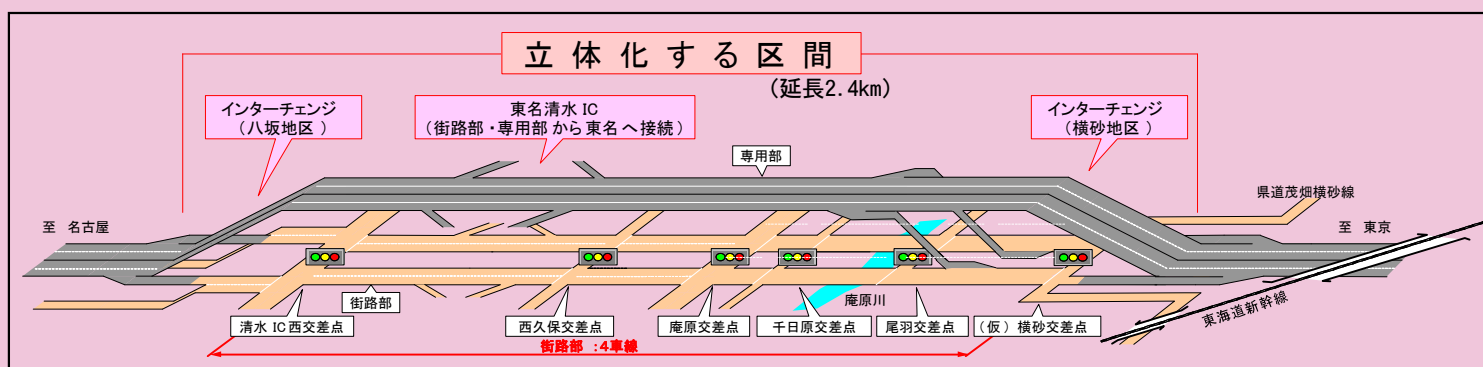 立体化する区間
(延長2.4km)
インターチェンジ
(八坂地区)
東名清水IC
(街路部・専用部から東名へ接続)
インターチェンジ
(横砂地区)
専用部
県道茂畑横砂線
至 名古屋
至 東京
街路部
庵原川
東海道新幹線
清水IC西交差点
西久保交差点
庵原交差点
千日原交差点
尾羽交差点
(仮)横砂交差点
街路部:4車線